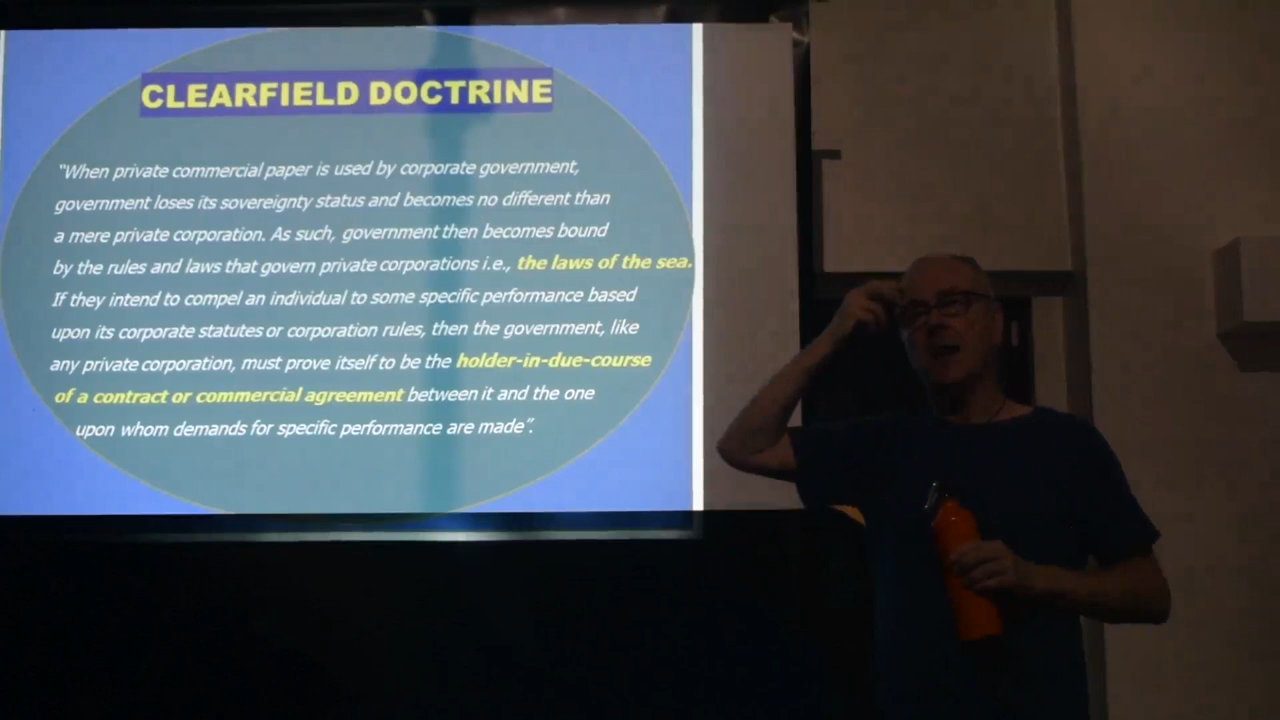 CLEARFIELD DOCTRINE
“When private commercial paper is used by corporate government,
government loses its sovereignty status and becomes no different than
a mere private corporation. As such, government then becomes bound
by the rules and laws that govern private corporations i.e., the laws of the sea.
If they intend to compel an individual to some specific performance based
upon its corporate statutes or corporation rules, then the government, like
any private corporation, must prove itself to be the holder-in-due-course
of a contract or commercial agreement between it and the one
upon whom demands for specific performance are made”.